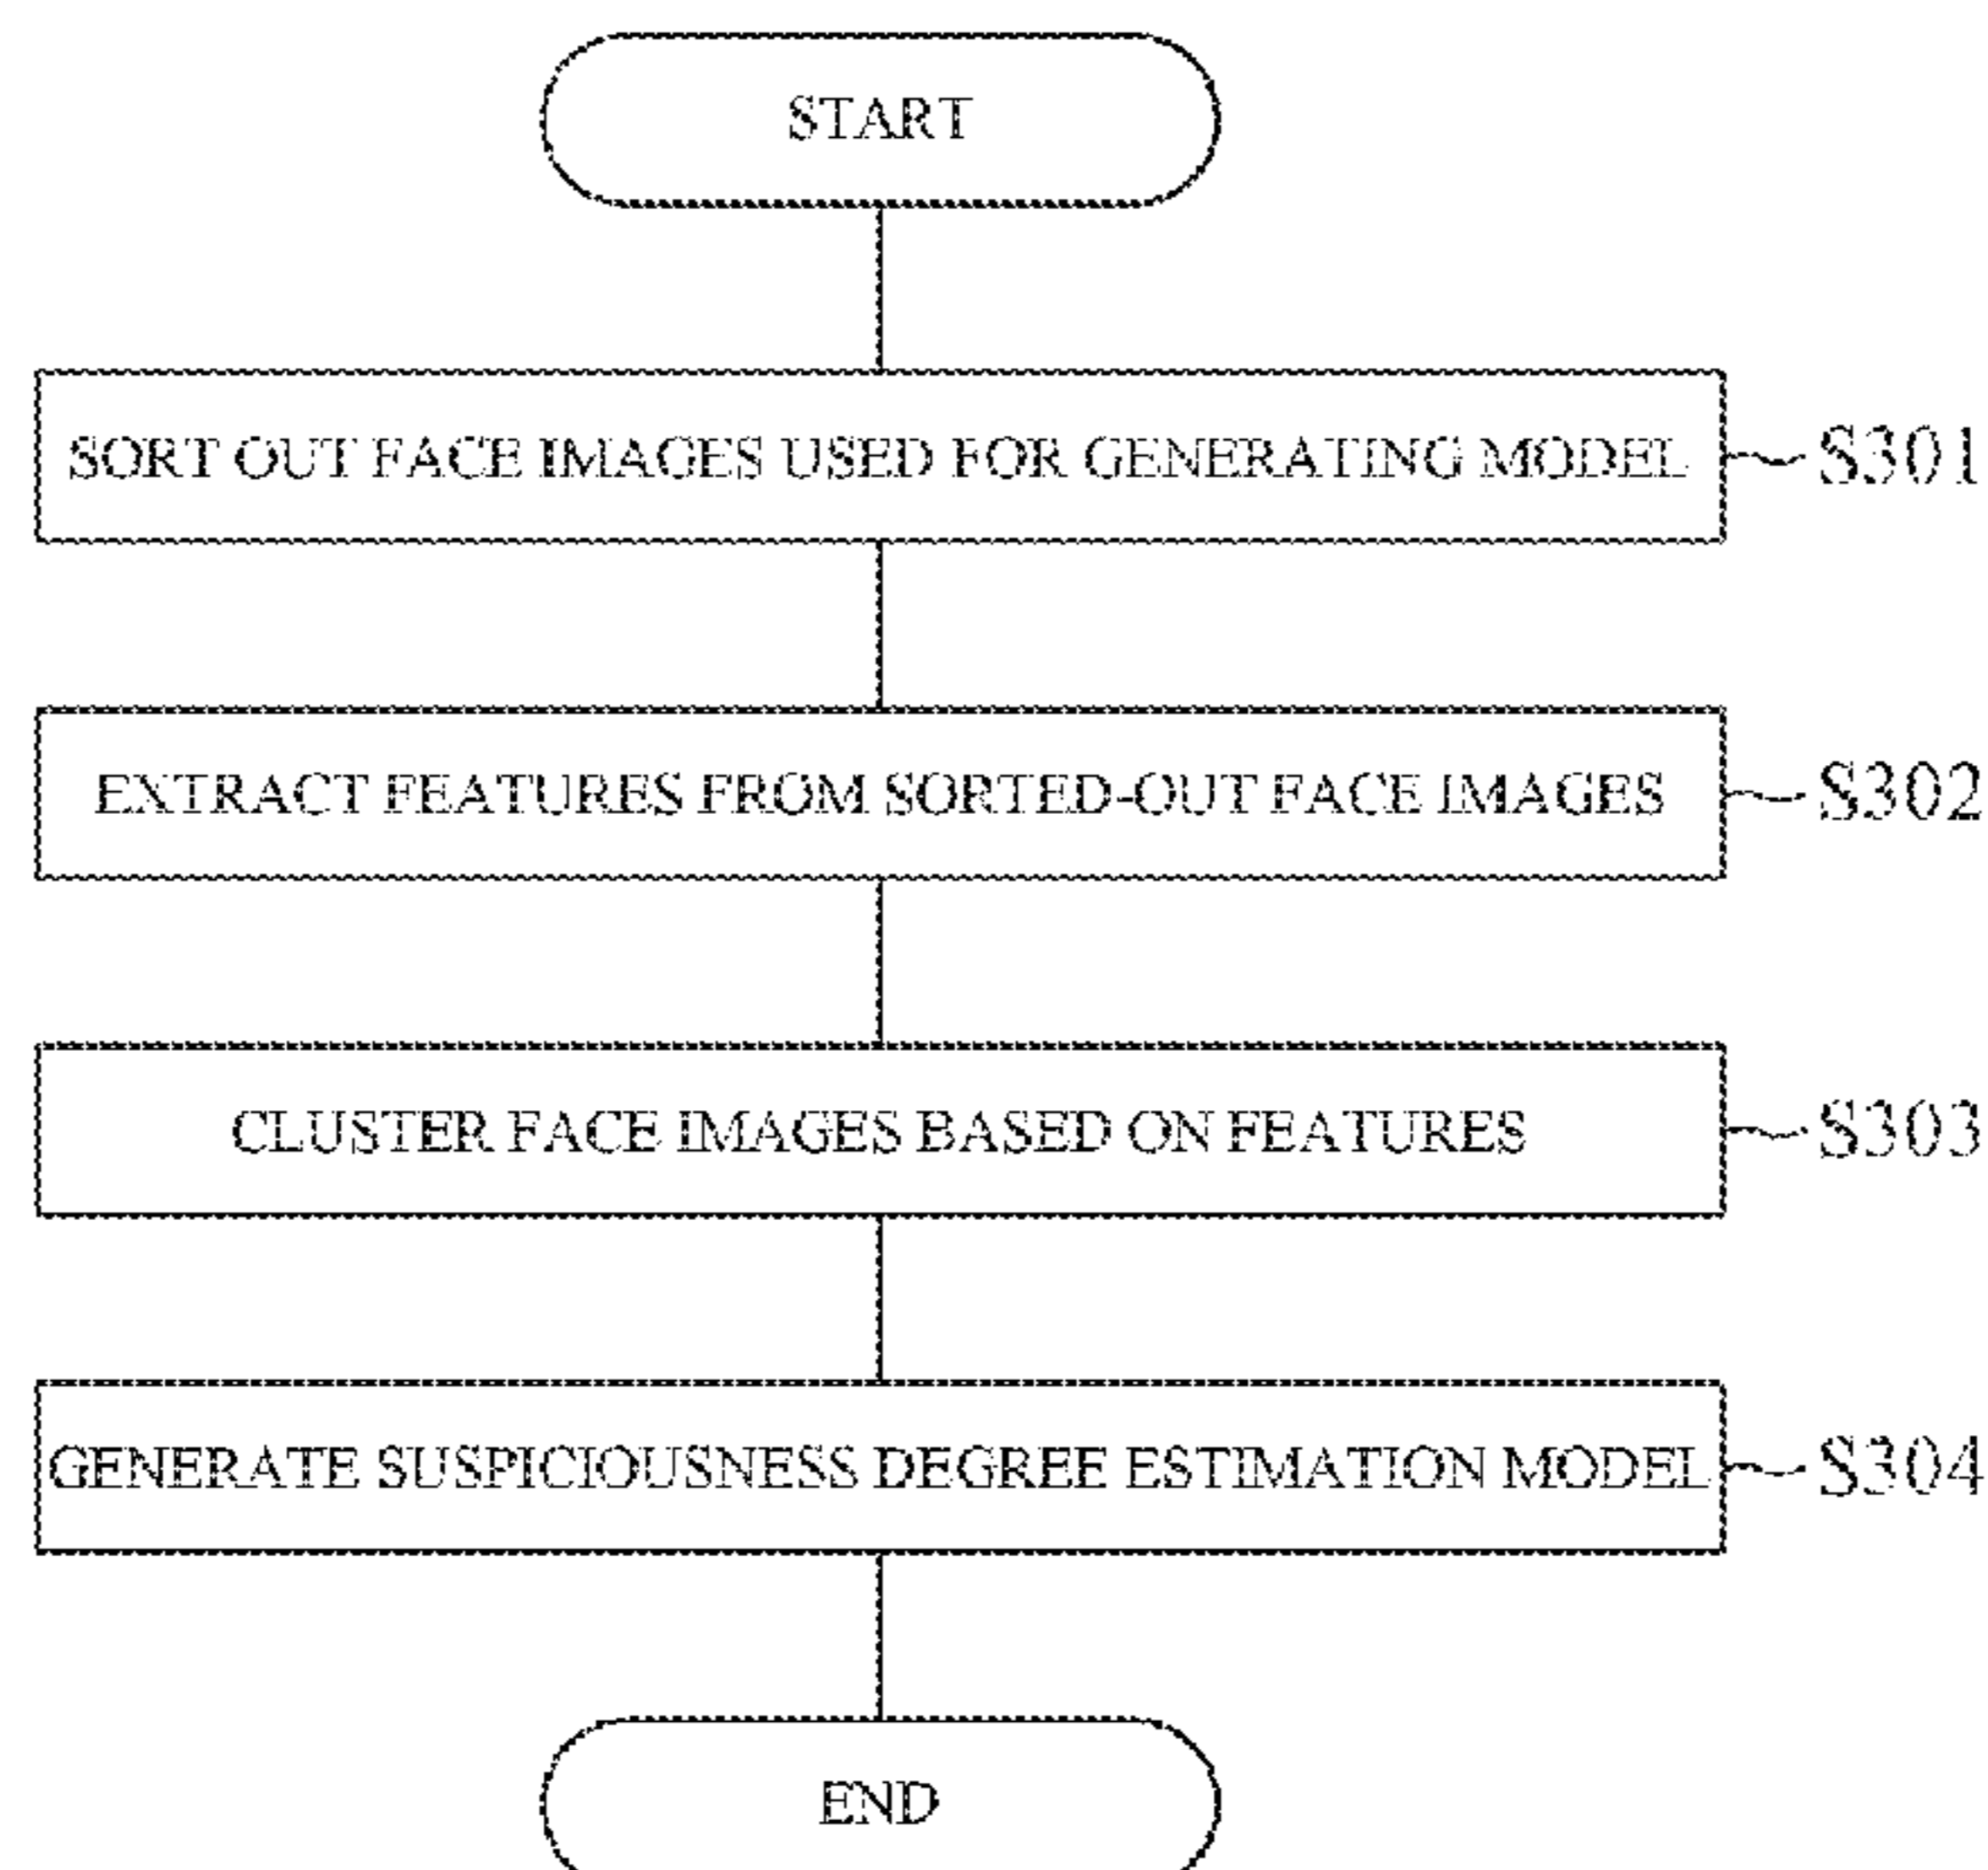 START
SORT OUT FACE IMAGES USED FOR GENERATING MODEL S301
EXTRACT FEATURES FROM SORTED-OUT FACE IMAGES S302
CLUSTER FACE IMAGES BASED ON FEATURES S303
GENERATE SUSPICIOUSNESS DEGREE ESTIMATION MODEL S304
END